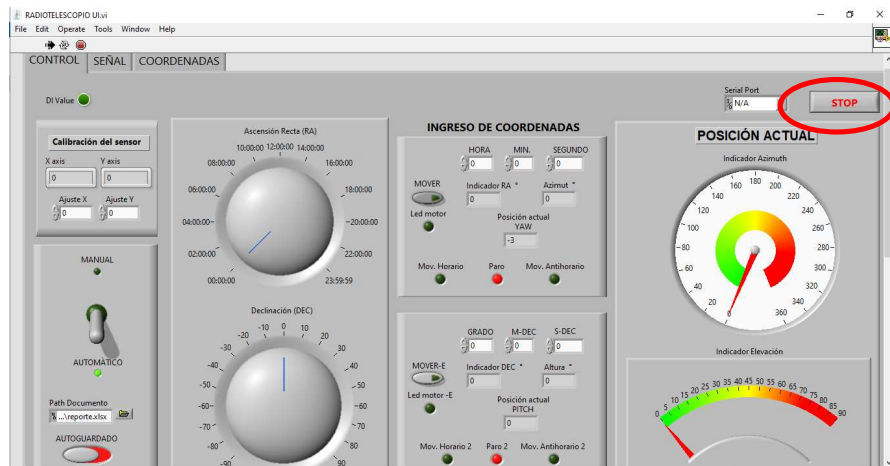 RADIOTELESCOPIO UI.vi
File Edit Operate Tools Window Help
CONTROL SEÑAL COORDENADAS
DI Value
Serial Port
N/A
STOP
Calibración del sensor
X axis Y axis
0 0
Ajuste X Ajuste Y
0 0
MANUAL
AUTOMÁTICO
Path Documento
...\reporte.xlsx
AUTOGUARDADO
Ascensión Recta (RA)
10:00:00 12:00:00 14:00:00
08:00:00 16:00:00
06:00:00 18:00:00
04:00:00 20:00:00
02:00:00 22:00:00
00:00:00 23:59:59
Declinación (DEC)
-10 0 10
-20 20
-30 30
-40 40
-50 50
-60 60
-70 70
-80 80
-90 90
INGRESO DE COORDENADAS
HORA MIN. SEGUNDO
0 0 0
MOVER Indicador RA ° Azimut °
0 0
Led motor
Posición actual
YAW
-3
Mov. Horario Paro Mov. Antihorario
GRADO M-DEC S-DEC
0 0 0
MOVER-E Indicador DEC ° Altura °
0 0
Led motor -E
Posición actual
PITCH
0
Mov. Horario 2 Paro 2 Mov. Antihorario 2
POSICIÓN ACTUAL
Indicador Azimuth
160 180 200
140 220
120 240
100 260
80 280
60 300
40 320
20 340
0 360
Indicador Elevación
0 5 10 15 20 25 30 35 40 45 50 55 60 65 70 75 80 85 90